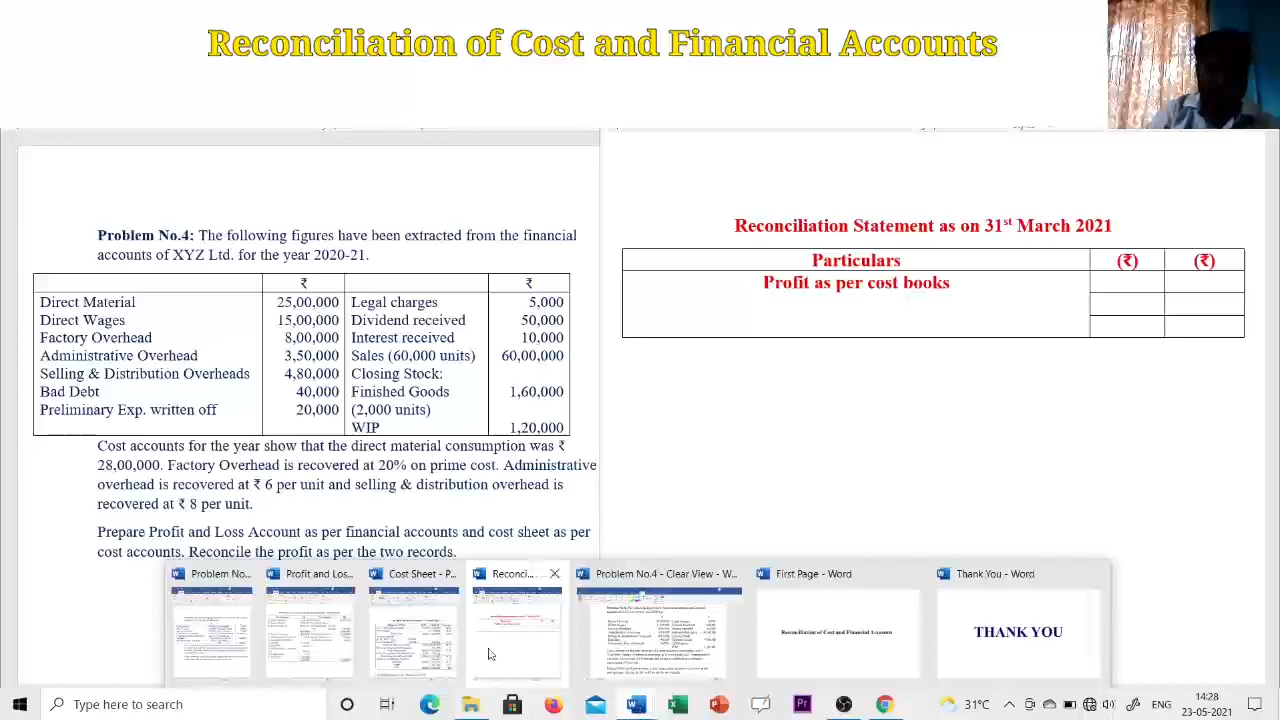 Reconciliation of Cost and Financial Accounts
Problem No.4: The following figures have been extracted from the financial
accounts of XYZ Ltd. for the year 2020-21.
₹ ₹
Direct Material 25,00,000 Legal charges 5,000
Direct Wages 15,00,000 Dividend received 50,000
Factory Overhead 8,00,000 Interest received 10,000
Administrative Overhead 3,50,000 Sales (60,000 units) 60,00,000
Selling & Distribution Overheads 4,80,000 Closing Stock:
Bad Debt 40,000 Finished Goods 1,60,000
Preliminary Exp. written off 20,000 (2,000 units)
WIP 1,20,000
Cost accounts for the year show that the direct material consumption was ₹
28,00,000. Factory Overhead is recovered at 20% on prime cost. Administrative
overhead is recovered at ₹ 6 per unit and selling & distribution overhead is
recovered at ₹ 8 per unit.
Prepare Profit and Loss Account as per financial accounts and cost sheet as per
cost accounts. Reconcile the profit as per the two records.
Reconciliation Statement as on 31st March 2021
Particulars (₹) (₹)
Profit as per cost books
Problem No... Profit and Los... Cost Sheet - P... Reconci... Problem No.4 - Clear View - W... First Page - Word Thank You - Word
Reconciliation of Cost and Financial Accounts
THANK YOU
Type here to search
31°C
ENG
14:28
23-05-2021